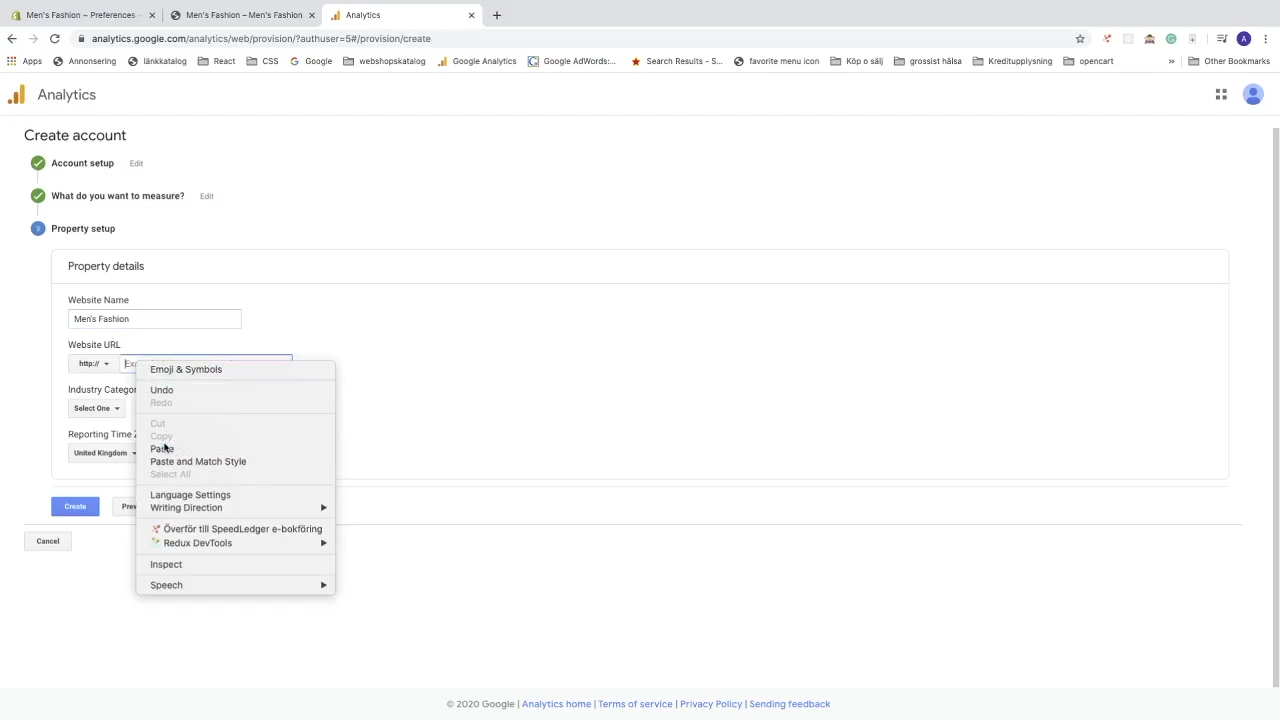 Men's Fashion ~ Preferences
Men's Fashion – Men's Fashion
Analytics
analytics.google.com/analytics/web/provision/?authuser=5#/provision/create
A
Apps
Annonsering
länkkatalog
React
CSS
Google
webshopskatalog
Google Analytics
Google AdWords:...
Search Results - S...
favorite menu icon
Köp o sälj
grossist hälsa
Kreditupplysning
opencart
»
Other Bookmarks
Analytics
Create account
Account setup Edit
What do you want to measure? Edit
3 Property setup
Property details
Website Name
Men's Fashion
Website URL
http://
Emoji & Symbols
Undo
Redo
Industry Categor
Select One
Cut
Copy
Reporting Time Z
Paste
United Kingdom
Paste and Match Style
Select All
Language Settings
Create
Prev
Writing Direction
Överför till SpeedLedger e-bokföring
Cancel
Redux DevTools
Inspect
Speech
© 2020 Google | Analytics home | Terms of service | Privacy Policy | Sending feedback